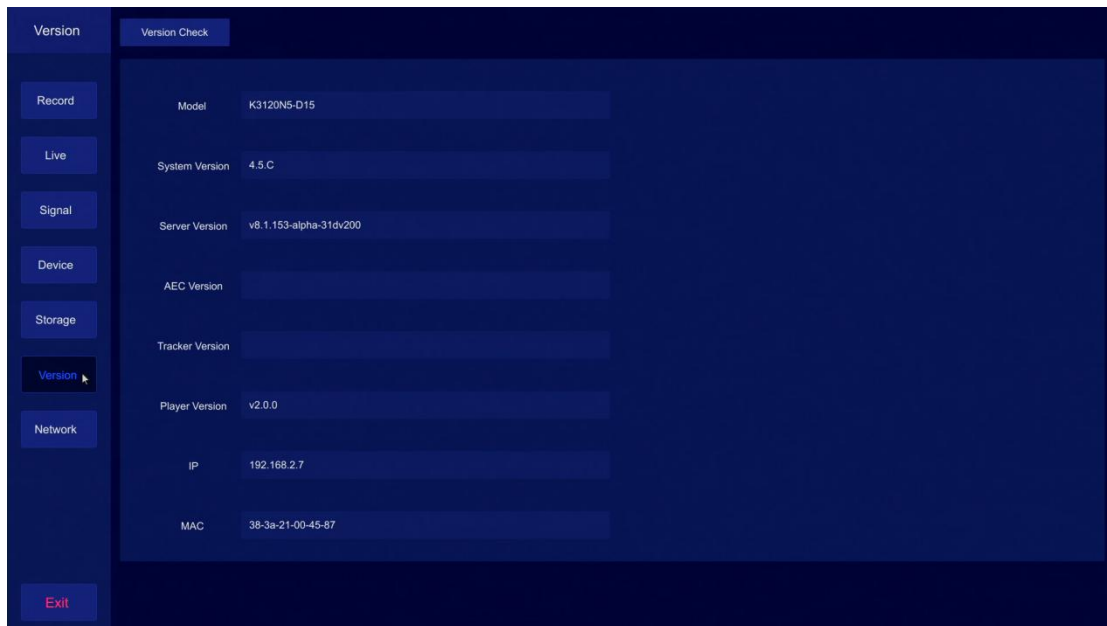 Version
Version Check
Record
Live
Signal
Device
Storage
Version
Network
Exit
Model K3120N5-D15
System Version 4.5.C
Server Version v8.1.153-alpha-31dv200
AEC Version
Tracker Version
Player Version v2.0.0
IP 192.168.2.7
MAC 38-3a-21-00-45-87